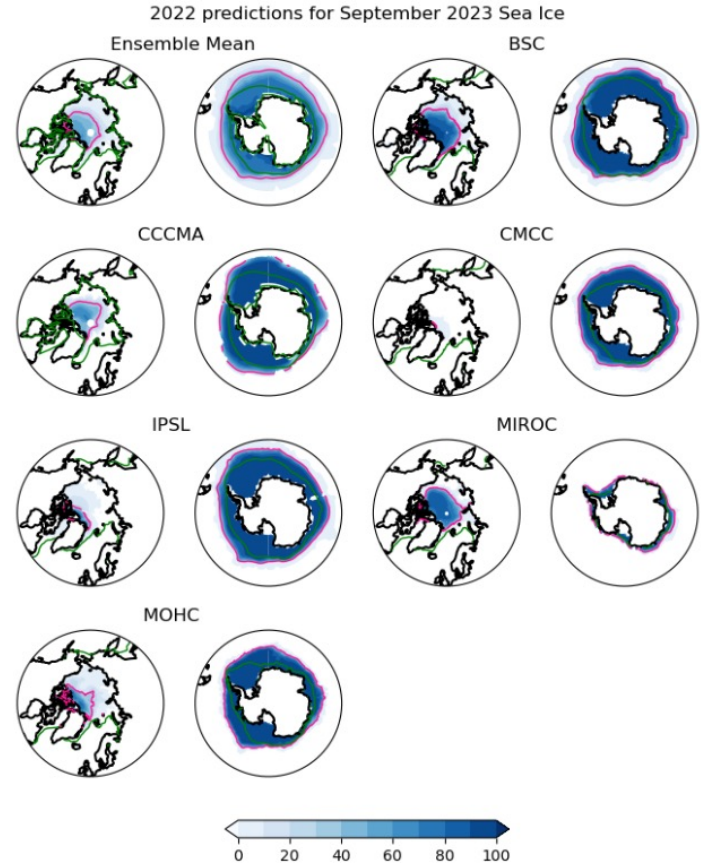 2022 predictions for September 2023 Sea Ice
Ensemble Mean
BSC
CCCMA
CMCC
IPSL
MIROC
MOHC
0 20 40 60 80 100